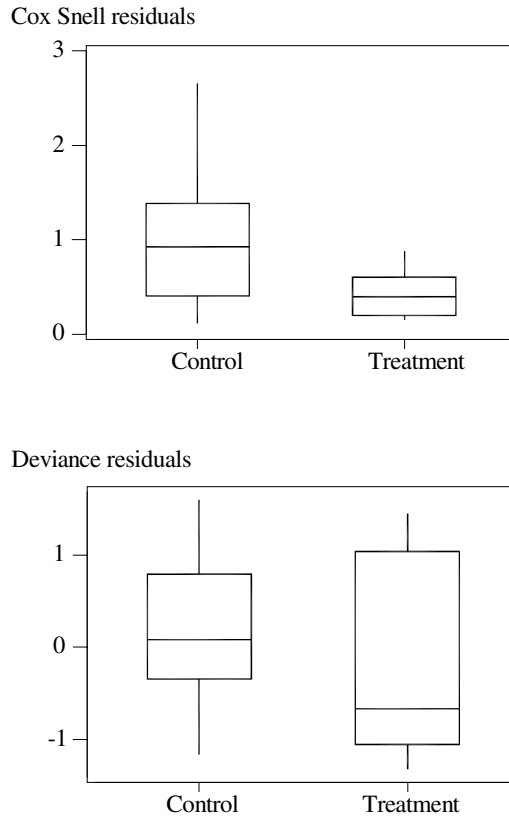 Cox Snell residuals
3
2
1
0
Control Treatment
Deviance residuals
1
0
-1
Control Treatment